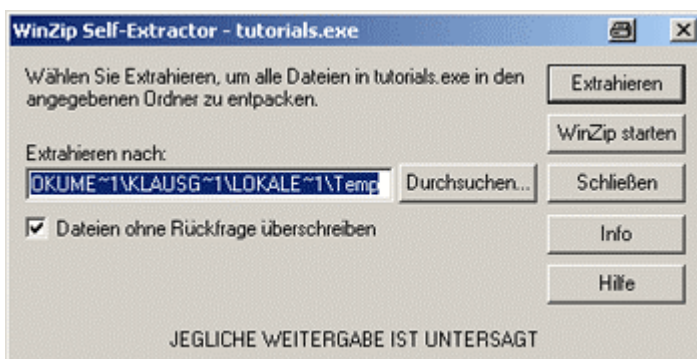 WinZip Self-Extractor - tutorials.exe
Wählen Sie Extrahieren, um alle Dateien in tutorials.exe in den
angegebenen Ordner zu entpacken.
Extrahieren
WinZip starten
Extrahieren nach:
OKUME~1\KLAUSG~1\LOKALE~1\Temp
Durchsuchen...
Schließen
Dateien ohne Rückfrage überschreiben
Info
Hilfe
JEGLICHE WEITERGABE IST UNTERSAGT